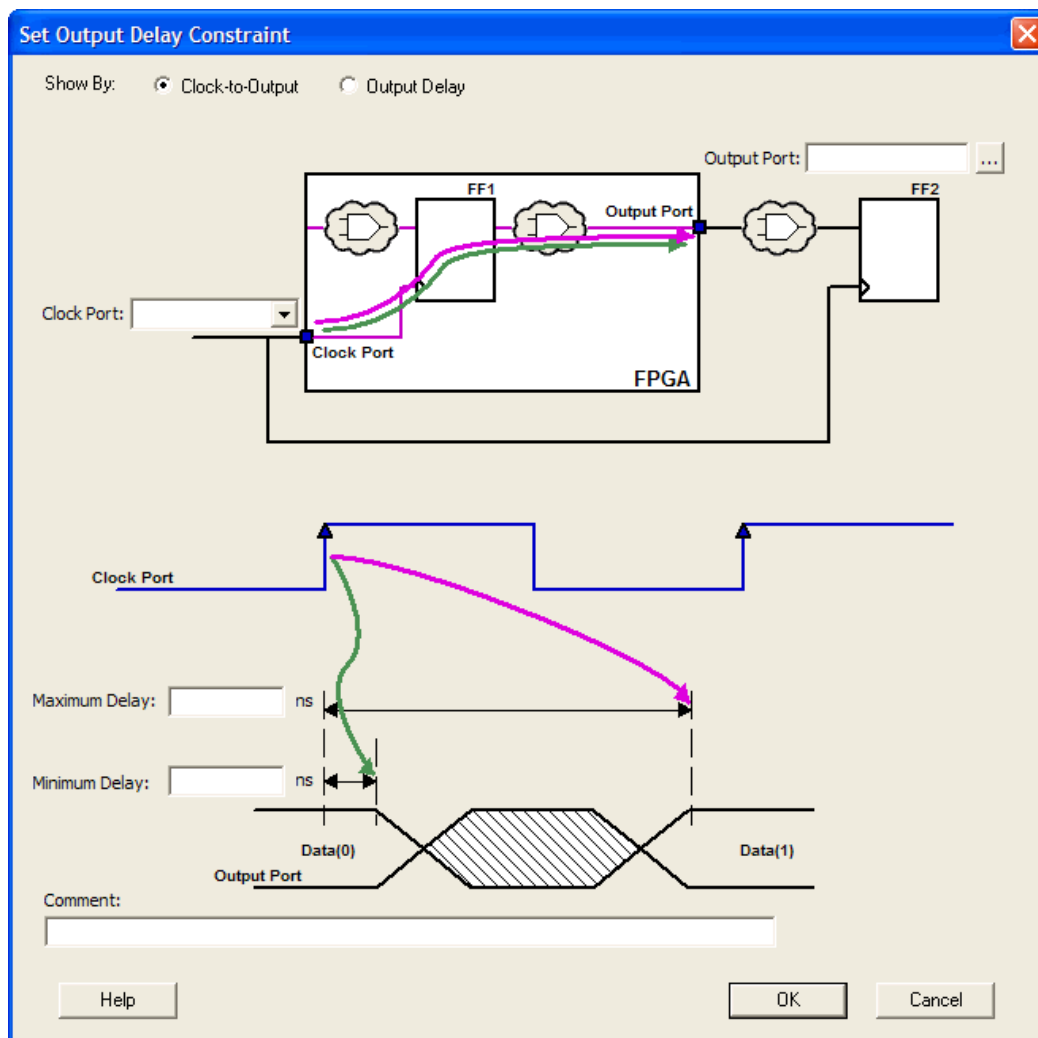 Set Output Delay Constraint
Show By: Clock-to-Output Output Delay
Output Port: ...
FF1 FF2
Output Port
Clock Port:
Clock Port
FPGA
Clock Port
Maximum Delay: ns
Minimum Delay: ns
Data(0) Data(1)
Output Port
Comment:
Help OK Cancel